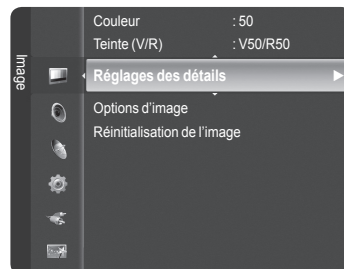 Image
Couleur : 50
Teinte (V/R) : V50/R50
Réglages des détails
Options d'image
Réinitialisation de l'image